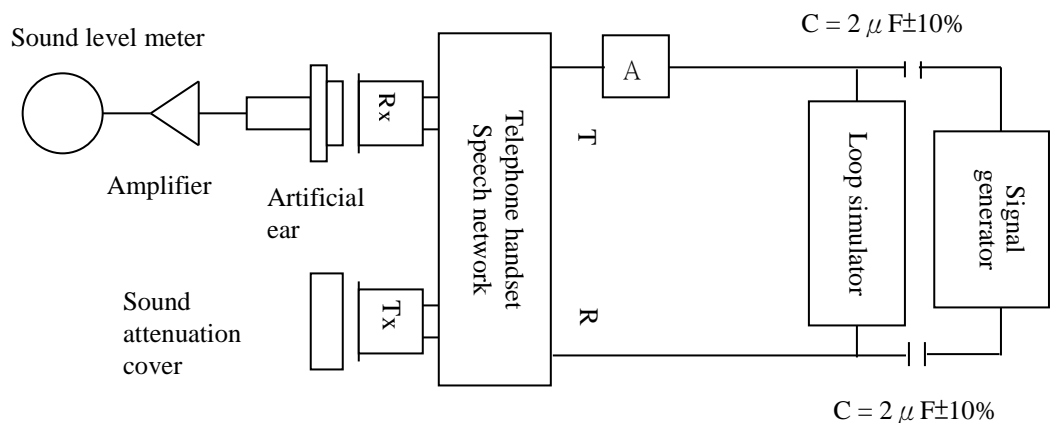 C = 2 μ F±10%
Sound level meter
Amplifier
Artificial
ear
Rx
Telephone handset
Speech network
A
T
Loop simulator
Signal
generator
Sound
attenuation
cover
Tx
R
C = 2 μ F±10%